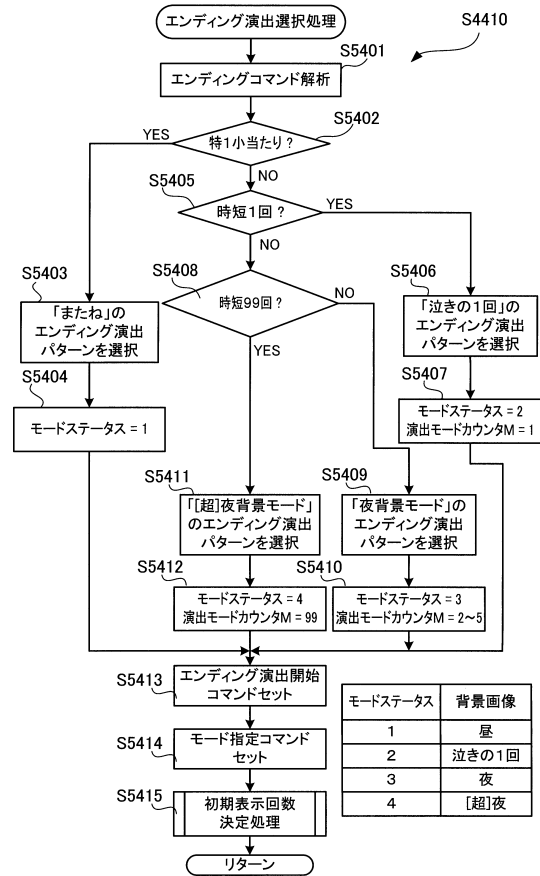 エンディング演出選択処理
S4410
S5401
エンディングコマンド解析
S5402
YES
特1小当たり?
NO
S5405
時短1回?
YES
NO
S5403
「またね」の
エンディング演出
パターンを選択
S5408
時短99回?
NO
YES
S5406
「泣きの1回」の
エンディング演出
パターンを選択
S5404
モードステータス=1
S5407
モードステータス=2
演出モードカウンタM=1
S5411
「[超]夜背景モード」
のエンディング演出
パターンを選択
S5409
「夜背景モード」の
エンディング演出
パターンを選択
S5412
モードステータス=4
演出モードカウンタM=99
S5410
モードステータス=3
演出モードカウンタM=2~5
S5413
エンディング演出開始
コマンドセット
S5414
モード指定コマンド
セット
S5415
初期表示回数
決定処理
リターン
モードステータス 背景画像
1 昼
2 泣きの1回
3 夜
4 [超]夜